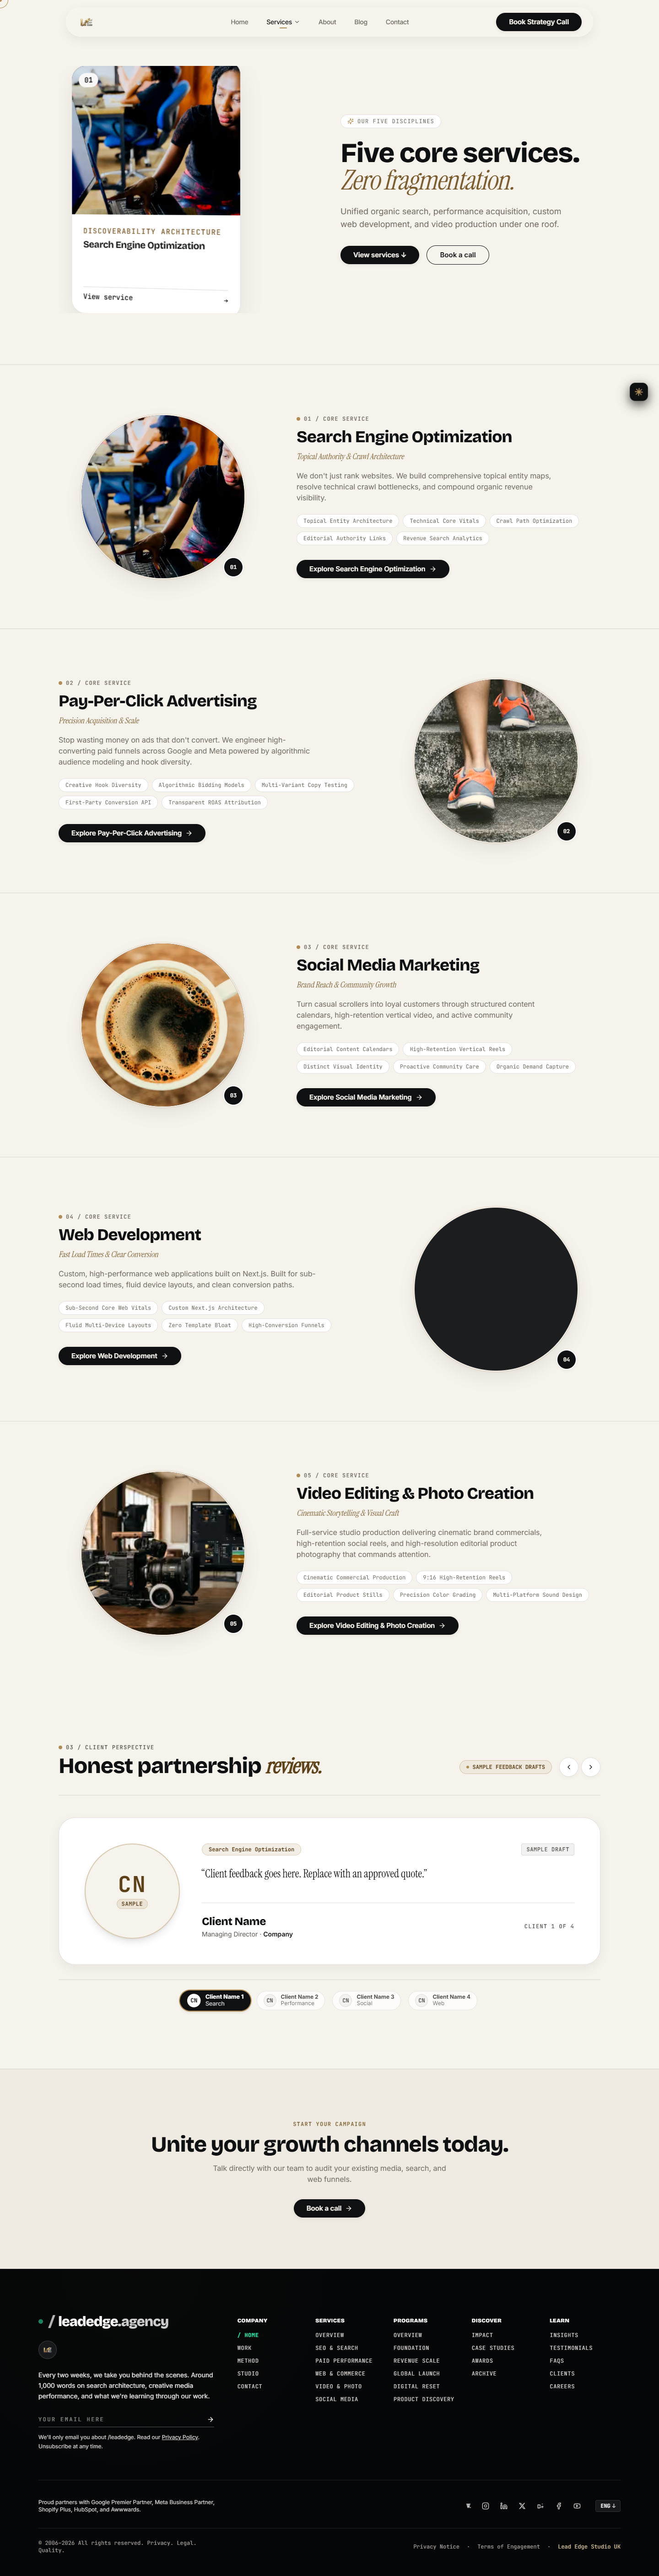 LE
Home
Services
About
Blog
Contact
Book Strategy Call
01
DISCOVERABILITY ARCHITECTURE
Search Engine Optimization
View service →
OUR FIVE DISCIPLINES
Five core services.
Zero fragmentation.
Unified organic search, performance acquisition, custom
web development, and video production under one roof.
View services ↓
Book a call
01 / CORE SERVICE
Search Engine Optimization
Topical Authority & Crawl Architecture
We don't just rank websites. We build comprehensive topical entity maps,
resolve technical crawl bottlenecks, and compound organic revenue
visibility.
Topical Entity Architecture
Technical Core Vitals
Crawl Path Optimization
Editorial Authority Links
Revenue Search Analytics
Explore Search Engine Optimization →
01
02 / CORE SERVICE
Pay-Per-Click Advertising
Precision Acquisition & Scale
Stop wasting money on ads that don't convert. We engineer high-
converting paid funnels across Google and Meta powered by algorithmic
audience modeling and hook diversity.
Creative Hook Diversity
Algorithmic Bidding Models
Multi-Variant Copy Testing
First-Party Conversion API
Transparent ROAS Attribution
Explore Pay-Per-Click Advertising →
02
03 / CORE SERVICE
Social Media Marketing
Brand Reach & Community Growth
Turn casual scrollers into loyal customers through structured content
calendars, high-retention vertical video, and active community
engagement.
Editorial Content Calendars
High-Retention Vertical Reels
Distinct Visual Identity
Proactive Community Care
Organic Demand Capture
Explore Social Media Marketing →
03
04 / CORE SERVICE
Web Development
Fast Load Times & Clear Conversion
Custom, high-performance web applications built on Next.js. Built for sub-
second load times, fluid device layouts, and clean conversion paths.
Sub-Second Core Web Vitals
Custom Next.js Architecture
Fluid Multi-Device Layouts
Zero Template Bloat
High-Conversion Funnels
Explore Web Development →
04
05 / CORE SERVICE
Video Editing & Photo Creation
Cinematic Storytelling & Visual Craft
Full-service studio production delivering cinematic brand commercials,
high-retention social reels, and high-resolution editorial product
photography that commands attention.
Cinematic Commercial Production
9:16 High-Retention Reels
Editorial Product Stills
Precision Color Grading
Multi-Platform Sound Design
Explore Video Editing & Photo Creation →
05
03 / CLIENT PERSPECTIVE
Honest partnership reviews.
SAMPLE FEEDBACK DRAFTS
CN
SAMPLE
Search Engine Optimization
SAMPLE DRAFT
“Client feedback goes here. Replace with an approved quote.”
Client Name
Managing Director · Company
CLIENT 1 OF 4
CN
Client Name 1
Search
CN
Client Name 2
Performance
CN
Client Name 3
Social
CN
Client Name 4
Web
START YOUR CAMPAIGN
Unite your growth channels today.
Talk directly with our team to audit your existing media, search, and
web funnels.
Book a call →
/ leadedge.agency
LE
Every two weeks, we take you behind the scenes. Around
1,000 words on search architecture, creative media
performance, and what we're learning through our work.
YOUR EMAIL HERE →
We'll only email you about /leadedge. Read our Privacy Policy.
Unsubscribe at any time.
COMPANY
/ HOME
WORK
METHOD
STUDIO
CONTACT
SERVICES
OVERVIEW
SEO & SEARCH
PAID PERFORMANCE
WEB & COMMERCE
VIDEO & PHOTO
SOCIAL MEDIA
PROGRAMS
OVERVIEW
FOUNDATION
REVENUE SCALE
GLOBAL LAUNCH
DIGITAL RESET
PRODUCT DISCOVERY
DISCOVER
IMPACT
CASE STUDIES
AWARDS
ARCHIVE
LEARN
INSIGHTS
TESTIMONIALS
FAQS
CLIENTS
CAREERS
Proud partners with Google Premier Partner, Meta Business Partner,
Shopify Plus, HubSpot, and Awwwards.
ENG ↓
© 2006–2026 All rights reserved. Privacy. Legal.
Quality.
Privacy Notice · Terms of Engagement · Lead Edge Studio UK